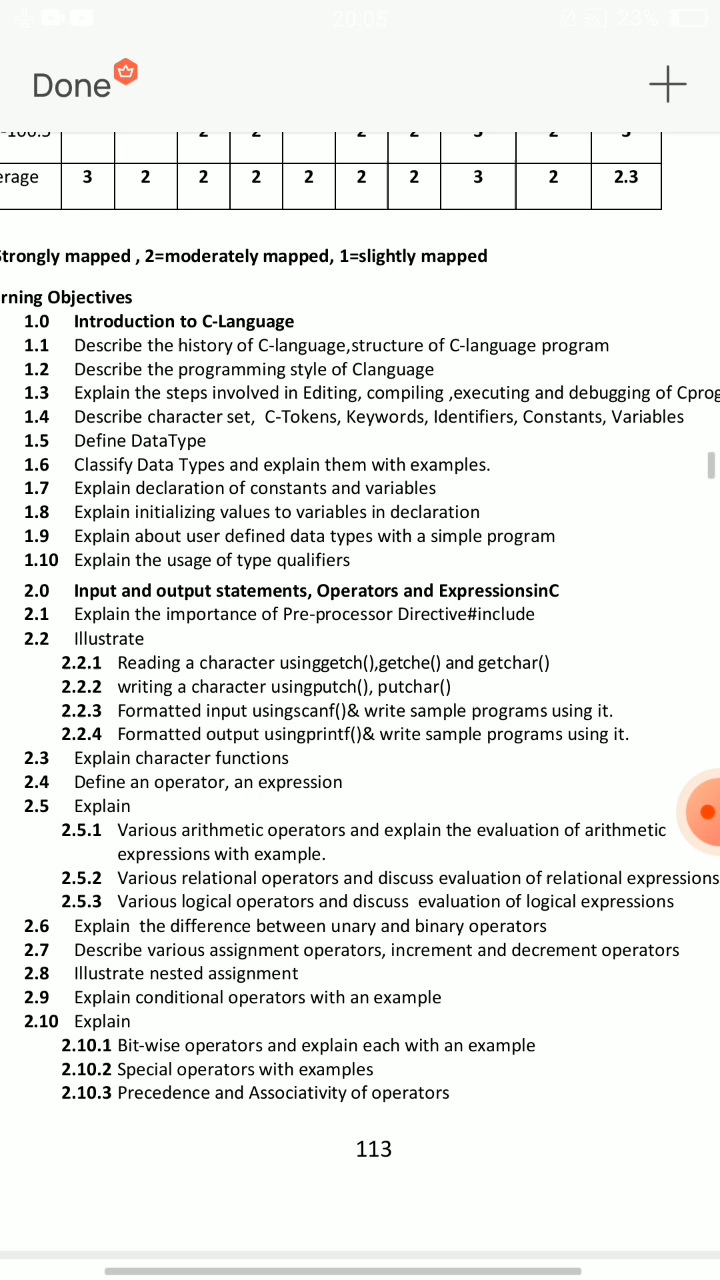 20:05 23%
Done
-100.5 2 2 2 2 3 2 3
erage 3 2 2 2 2 2 2 3 2 2.3
Strongly mapped , 2=moderately mapped, 1=slightly mapped
rning Objectives
1.0 Introduction to C-Language
1.1 Describe the history of C-language,structure of C-language program
1.2 Describe the programming style of Clanguage
1.3 Explain the steps involved in Editing, compiling ,executing and debugging of Cprog
1.4 Describe character set, C-Tokens, Keywords, Identifiers, Constants, Variables
1.5 Define DataType
1.6 Classify Data Types and explain them with examples.
1.7 Explain declaration of constants and variables
1.8 Explain initializing values to variables in declaration
1.9 Explain about user defined data types with a simple program
1.10 Explain the usage of type qualifiers
2.0 Input and output statements, Operators and ExpressionsinC
2.1 Explain the importance of Pre-processor Directive#include
2.2 Illustrate
2.2.1 Reading a character usinggetch(),getche() and getchar()
2.2.2 writing a character usingputch(), putchar()
2.2.3 Formatted input usingscanf()& write sample programs using it.
2.2.4 Formatted output usingprintf()& write sample programs using it.
2.3 Explain character functions
2.4 Define an operator, an expression
2.5 Explain
2.5.1 Various arithmetic operators and explain the evaluation of arithmetic
expressions with example.
2.5.2 Various relational operators and discuss evaluation of relational expressions
2.5.3 Various logical operators and discuss evaluation of logical expressions
2.6 Explain the difference between unary and binary operators
2.7 Describe various assignment operators, increment and decrement operators
2.8 Illustrate nested assignment
2.9 Explain conditional operators with an example
2.10 Explain
2.10.1 Bit-wise operators and explain each with an example
2.10.2 Special operators with examples
2.10.3 Precedence and Associativity of operators
113